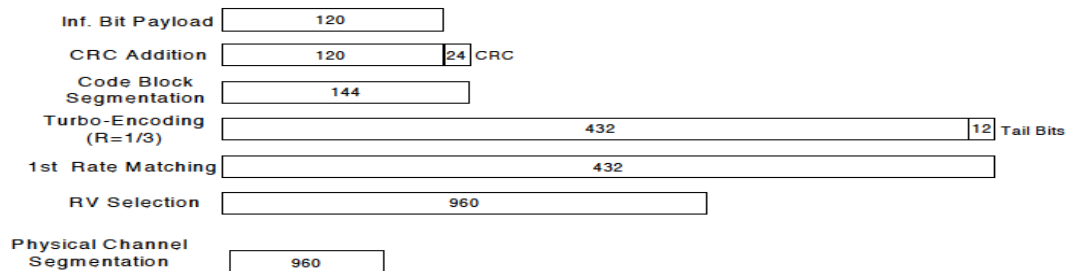 Inf. Bit Payload 120
CRC Addition 120 24 CRC
Code Block
Segmentation 144
Turbo-Encoding
(R=1/3) 432 12 Tail Bits
1st Rate Matching 432
RV Selection 960
Physical Channel
Segmentation 960